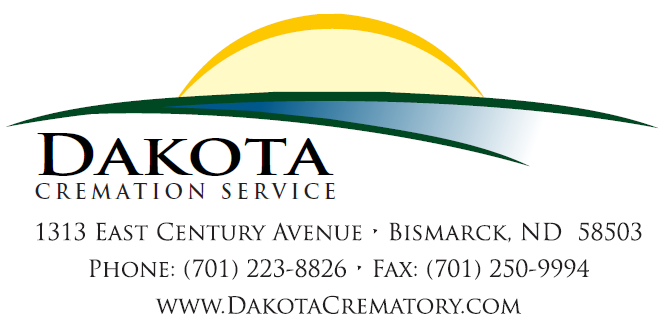 DAKOTA
CREMATION SERVICE
1313 EAST CENTURY AVENUE · BISMARCK, ND 58503
PHONE: (701) 223-8826 · FAX: (701) 250-9994
WWW.DAKOTACREMATORY.COM